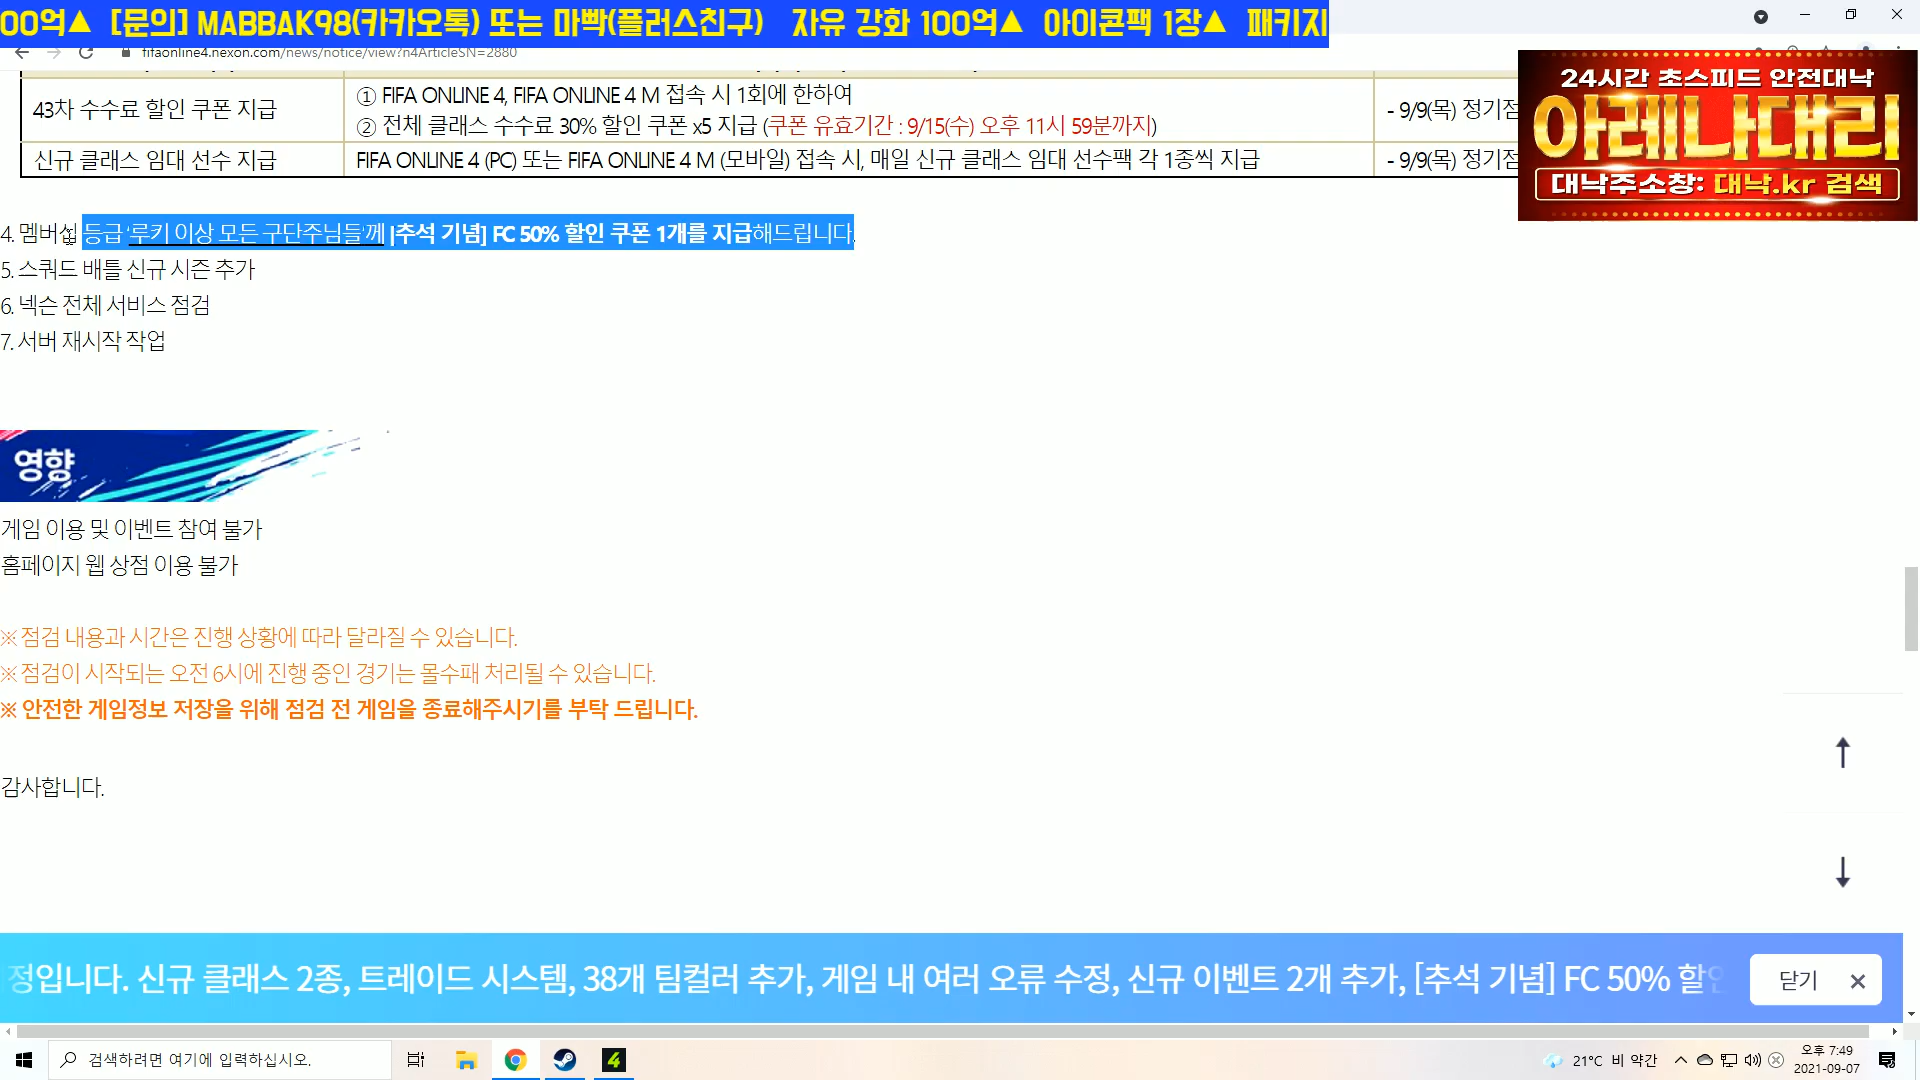 00억▲ [문의] MABBAK98(카카오톡) 또는 마빡(플러스친구) 자유 강화 100억▲ 아이콘팩 1장▲ 패키지
fifaonline4.nexon.com/news/notice/view?n4ArticleSN=2880
24시간 초스피드 안전대낙
아레나대리
대낙주소창: 대낙.kr 검색
43차 수수료 할인 쿠폰 지급
① FIFA ONLINE 4, FIFA ONLINE 4 M 접속 시 1회에 한하여
② 전체 클래스 수수료 30% 할인 쿠폰 x5 지급 (쿠폰 유효기간 : 9/15(수) 오후 11시 59분까지)
- 9/9(목) 정기점
신규 클래스 임대 선수 지급
FIFA ONLINE 4 (PC) 또는 FIFA ONLINE 4 M (모바일) 접속 시, 매일 신규 클래스 임대 선수팩 각 1종씩 지급
- 9/9(목) 정기점
4. 멤버십 등급 '루키 이상 모든 구단주님들'께 [추석 기념] FC 50% 할인 쿠폰 1개를 지급해드립니다.
5. 스쿼드 배틀 신규 시즌 추가
6. 넥슨 전체 서비스 점검
7. 서버 재시작 작업
영향
게임 이용 및 이벤트 참여 불가
홈페이지 웹 상점 이용 불가
※ 점검 내용과 시간은 진행 상황에 따라 달라질 수 있습니다.
※ 점검이 시작되는 오전 6시에 진행 중인 경기는 몰수패 처리될 수 있습니다.
※ 안전한 게임정보 저장을 위해 점검 전 게임을 종료해주시기를 부탁 드립니다.
감사합니다.
정입니다. 신규 클래스 2종, 트레이드 시스템, 38개 팀컬러 추가, 게임 내 여러 오류 수정, 신규 이벤트 2개 추가, [추석 기념] FC 50% 할인
닫기 ×
검색하려면 여기에 입력하십시오.
4
21°C 비 약간
오후 7:49
2021-09-07